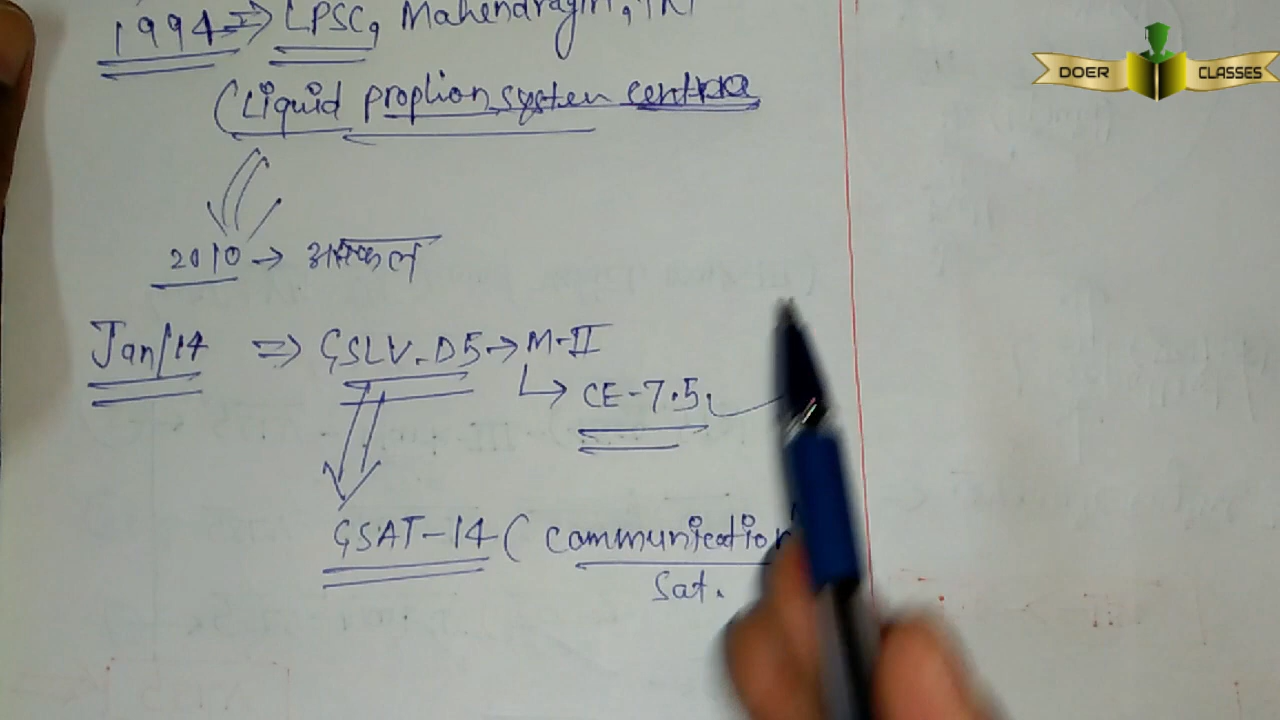 1994 => LPSC, Mahendragiri, TN
DOER CLASSES
(Liquid proplion system centre
2010 → असफल
Jan/14 => GSLV-D5 → M-II
↳ CE-7.5
GSAT-14 (communication
Sat.